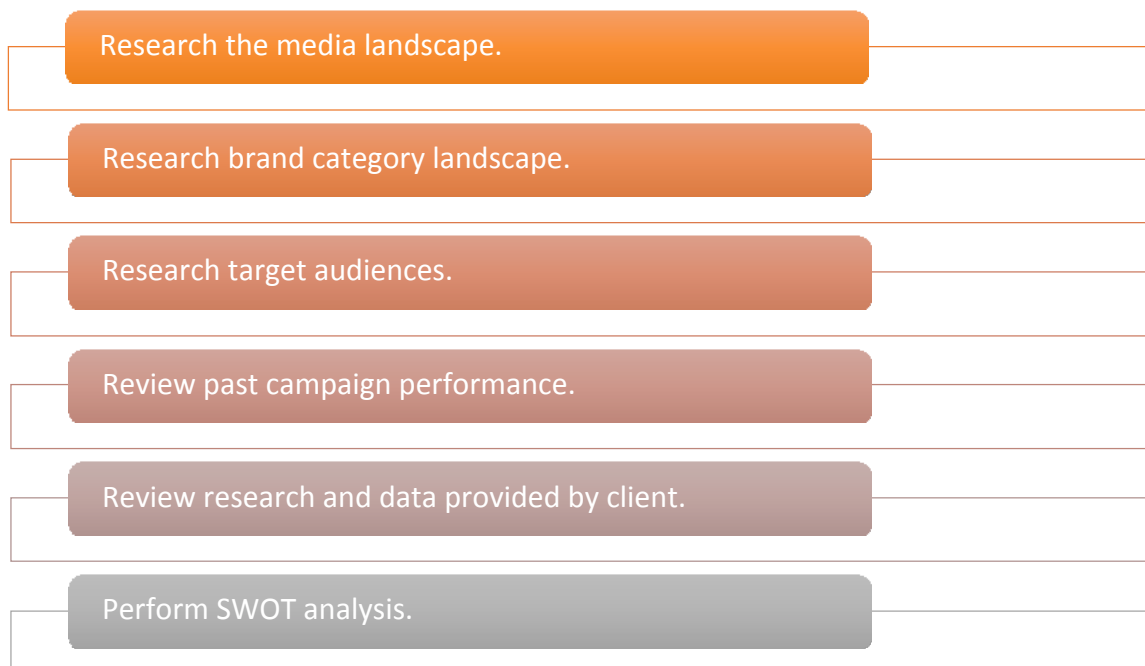 Research the media landscape.
Research brand category landscape.
Research target audiences.
Review past campaign performance.
Review research and data provided by client.
Perform SWOT analysis.